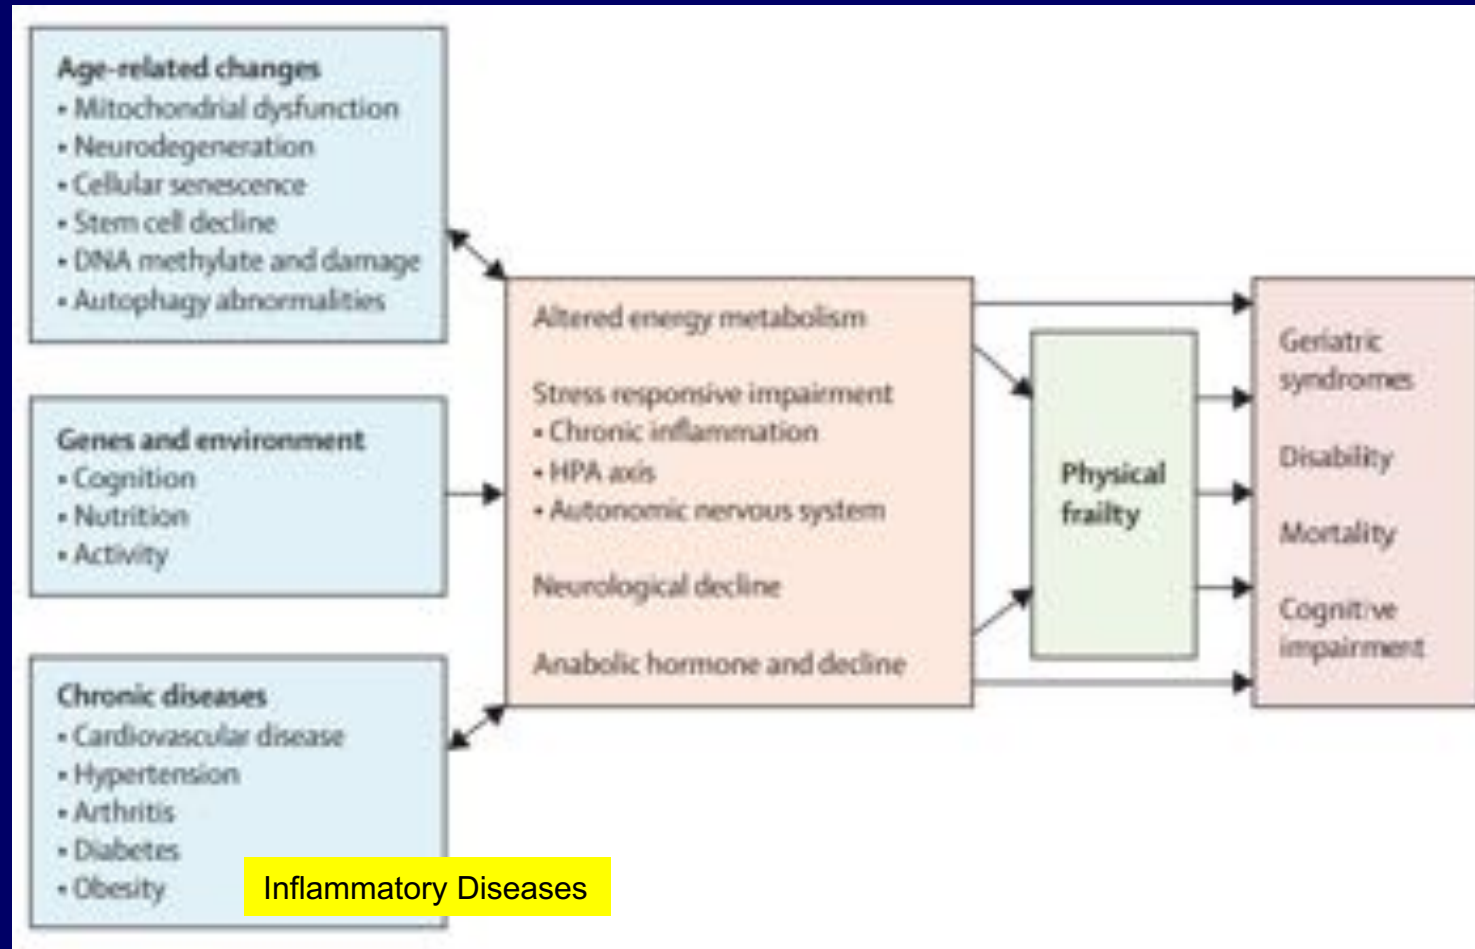 Age-related changes
• Mitochondrial dysfunction
• Neurodegeneration
• Cellular senescence
• Stem cell decline
• DNA methylate and damage
• Autophagy abnormalities
Genes and environment
• Cognition
• Nutrition
• Activity
Chronic diseases
• Cardiovascular disease
• Hypertension
• Arthritis
• Diabetes
• Obesity
Inflammatory Diseases
Altered energy metabolism
Stress responsive impairment
• Chronic inflammation
• HPA axis
• Autonomic nervous system
Neurological decline
Anabolic hormone and decline
Physical
frailty
Geriatric
syndromes
Disability
Mortality
Cognitive
impairment